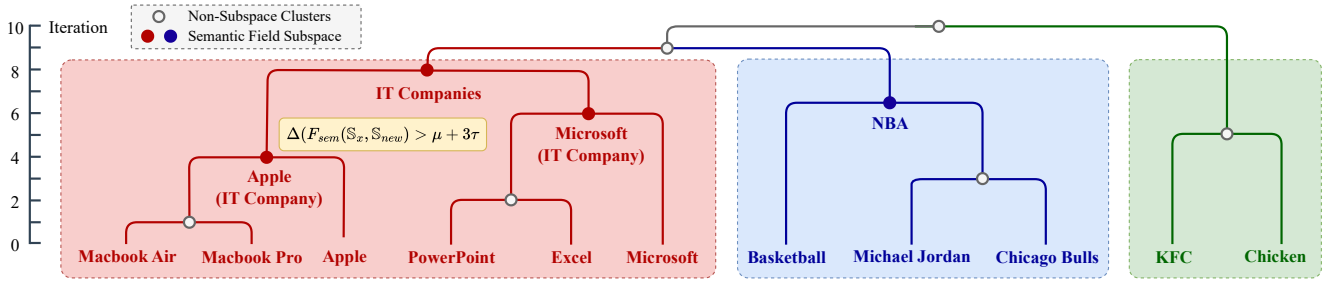 10 Iteration
Non-Subspace Clusters
Semantic Field Subspace
8
IT Companies
6
NBA
Δ(F_sem(𝕊_x, 𝕊_new) > μ + 3τ
Microsoft
(IT Company)
4
Apple
(IT Company)
2
0
Macbook Air Macbook Pro Apple PowerPoint Excel Microsoft Basketball Michael Jordan Chicago Bulls KFC Chicken